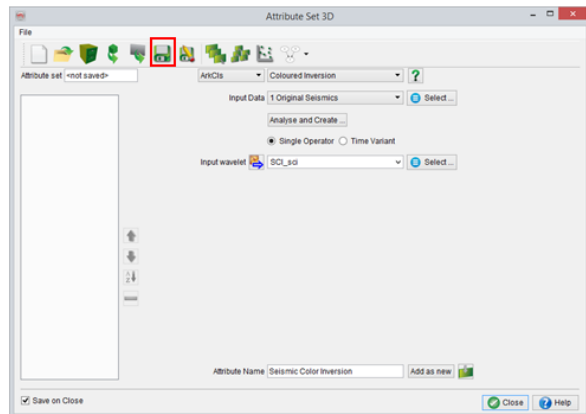 Attribute Set 3D
File
Attribute set <not saved> ArkCls Coloured Inversion ?
Input Data 1 Original Seismics Select ...
Analyse and Create ...
Single Operator Time Variant
Input wavelet SCI_sci Select ...
Attribute Name Seismic Color Inversion Add as new
Save on Close Close Help